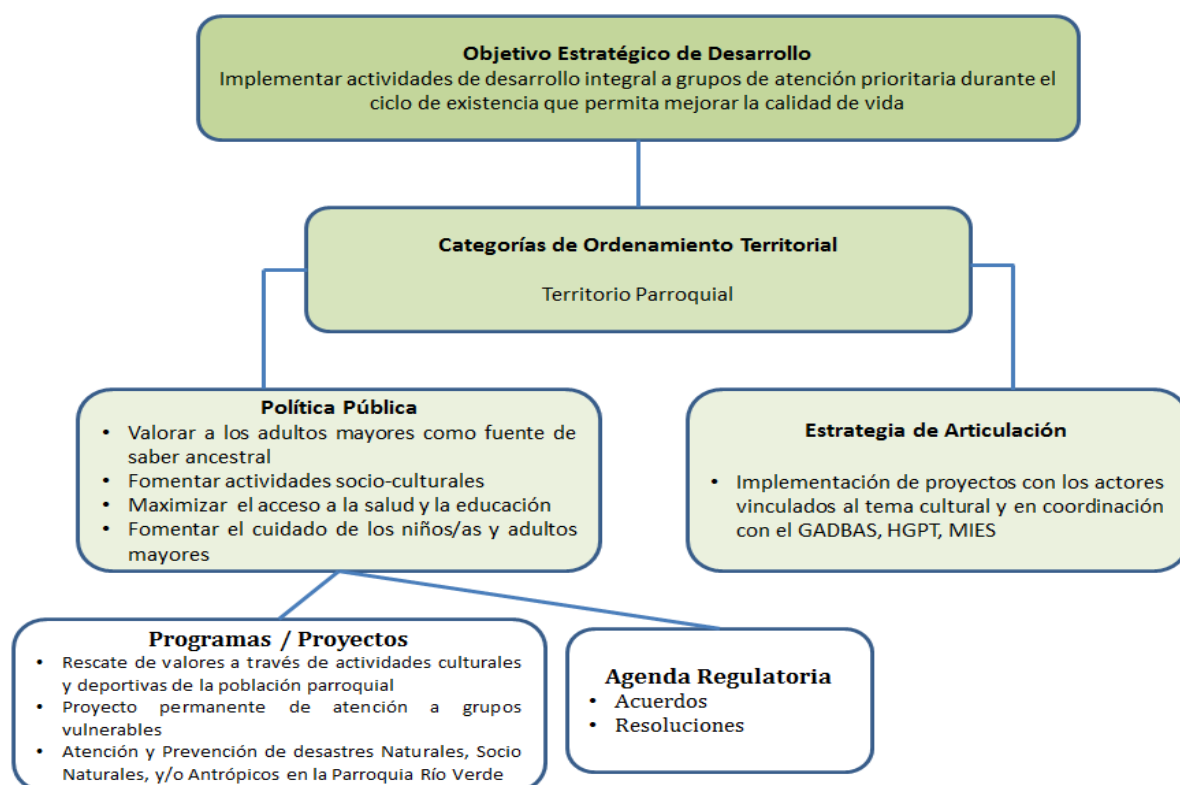 Objetivo Estratégico de Desarrollo
Implementar actividades de desarrollo integral a grupos de atención prioritaria durante el
ciclo de existencia que permita mejorar la calidad de vida
Categorías de Ordenamiento Territorial
Territorio Parroquial
Política Pública
• Valorar a los adultos mayores como fuente de
saber ancestral
• Fomentar actividades socio-culturales
• Maximizar el acceso a la salud y la educación
• Fomentar el cuidado de los niños/as y adultos
mayores
Estrategia de Articulación
• Implementación de proyectos con los actores
vinculados al tema cultural y en coordinación
con el GADBAS, HGPT, MIES
Programas / Proyectos
• Rescate de valores a través de actividades culturales
y deportivas de la población parroquial
• Proyecto permanente de atención a grupos
vulnerables
• Atención y Prevención de desastres Naturales, Socio
Naturales, y/o Antrópicos en la Parroquia Río Verde
Agenda Regulatoria
• Acuerdos
• Resoluciones